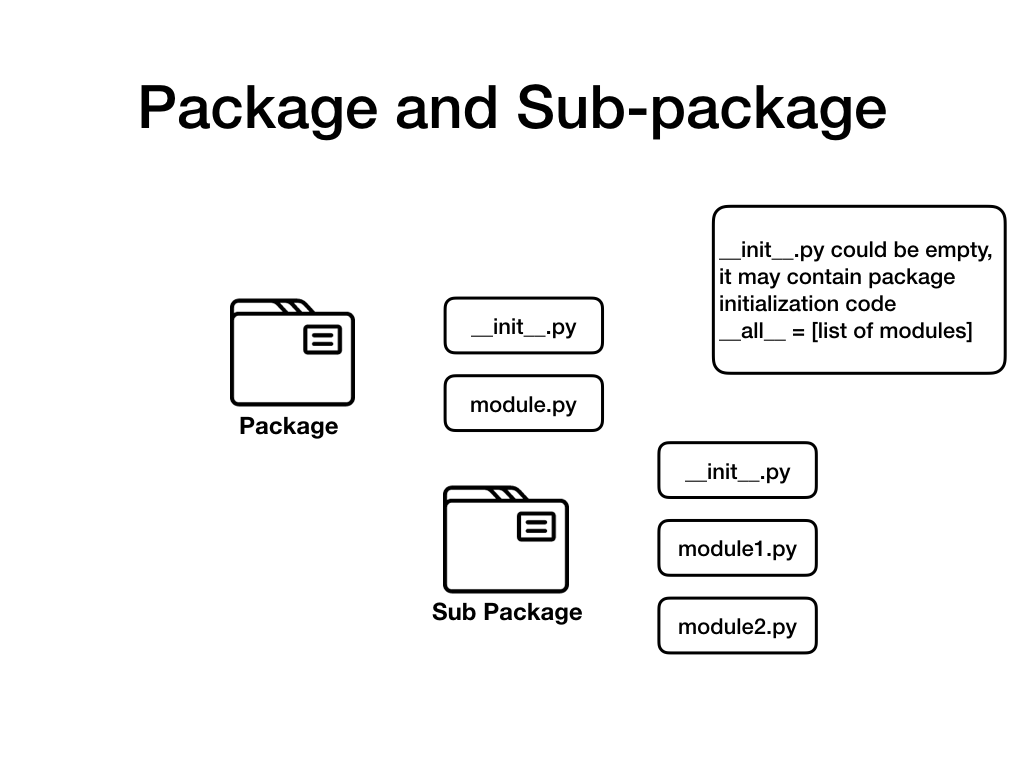 Package and Sub-package
__init__.py could be empty,
it may contain package
initialization code
__all__ = [list of modules]
__init__.py
module.py
Package
__init__.py
module1.py
module2.py
Sub Package